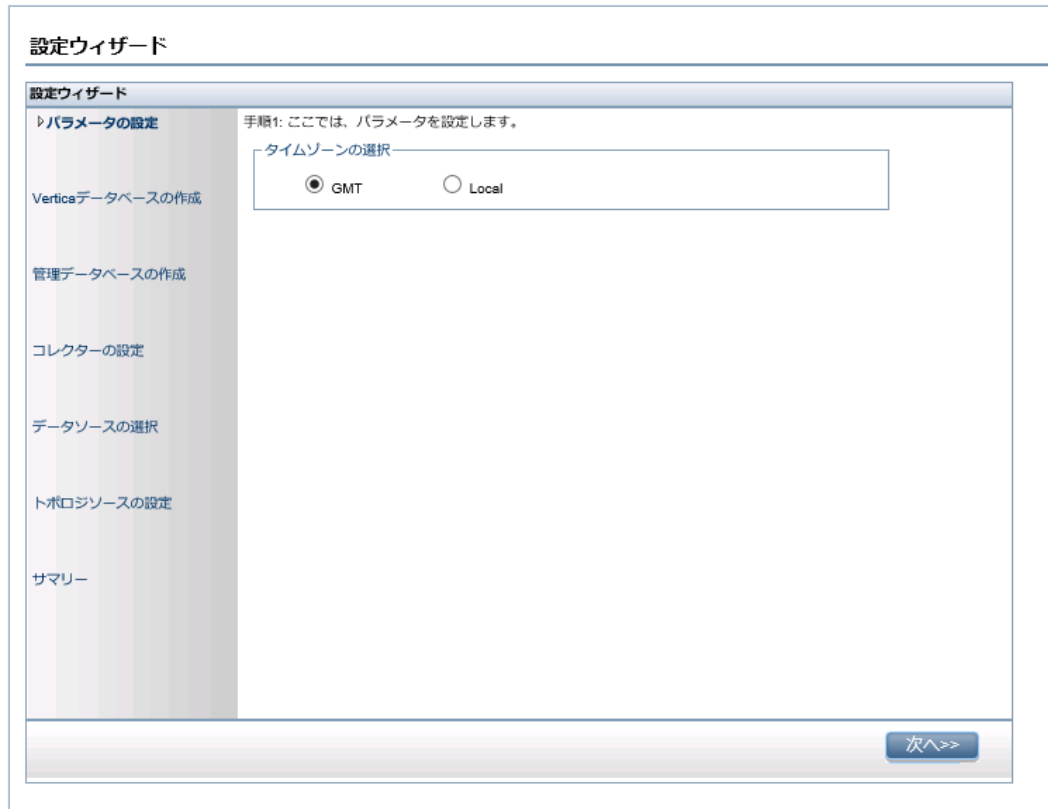 設定ウィザード
設定ウィザード
パラメータの設定
Verticaデータベースの作成
管理データベースの作成
コレクターの設定
データソースの選択
トポロジソースの設定
サマリー
手順1: ここでは、パラメータを設定します。
タイムゾーンの選択
GMT Local
次へ>>